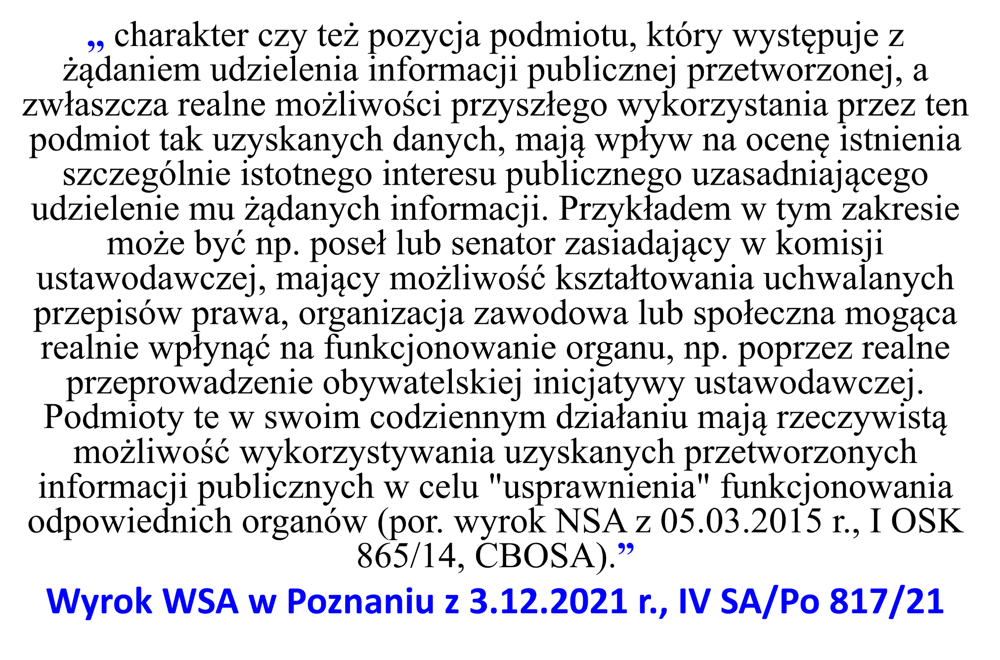 „ charakter czy też pozycja podmiotu, który występuje z
żądaniem udzielenia informacji publicznej przetworzonej, a
zwłaszcza realne możliwości przyszłego wykorzystania przez ten
podmiot tak uzyskanych danych, mają wpływ na ocenę istnienia
szczególnie istotnego interesu publicznego uzasadniającego
udzielenie mu żądanych informacji. Przykładem w tym zakresie
może być np. poseł lub senator zasiadający w komisji
ustawodawczej, mający możliwość kształtowania uchwalanych
przepisów prawa, organizacja zawodowa lub społeczna mogąca
realnie wpłynąć na funkcjonowanie organu, np. poprzez realne
przeprowadzenie obywatelskiej inicjatywy ustawodawczej.
Podmioty te w swoim codziennym działaniu mają rzeczywistą
możliwość wykorzystywania uzyskanych przetworzonych
informacji publicznych w celu "usprawnienia" funkcjonowania
odpowiednich organów (por. wyrok NSA z 05.03.2015 r., I OSK
865/14, CBOSA).”
Wyrok WSA w Poznaniu z 3.12.2021 r., IV SA/Po 817/21